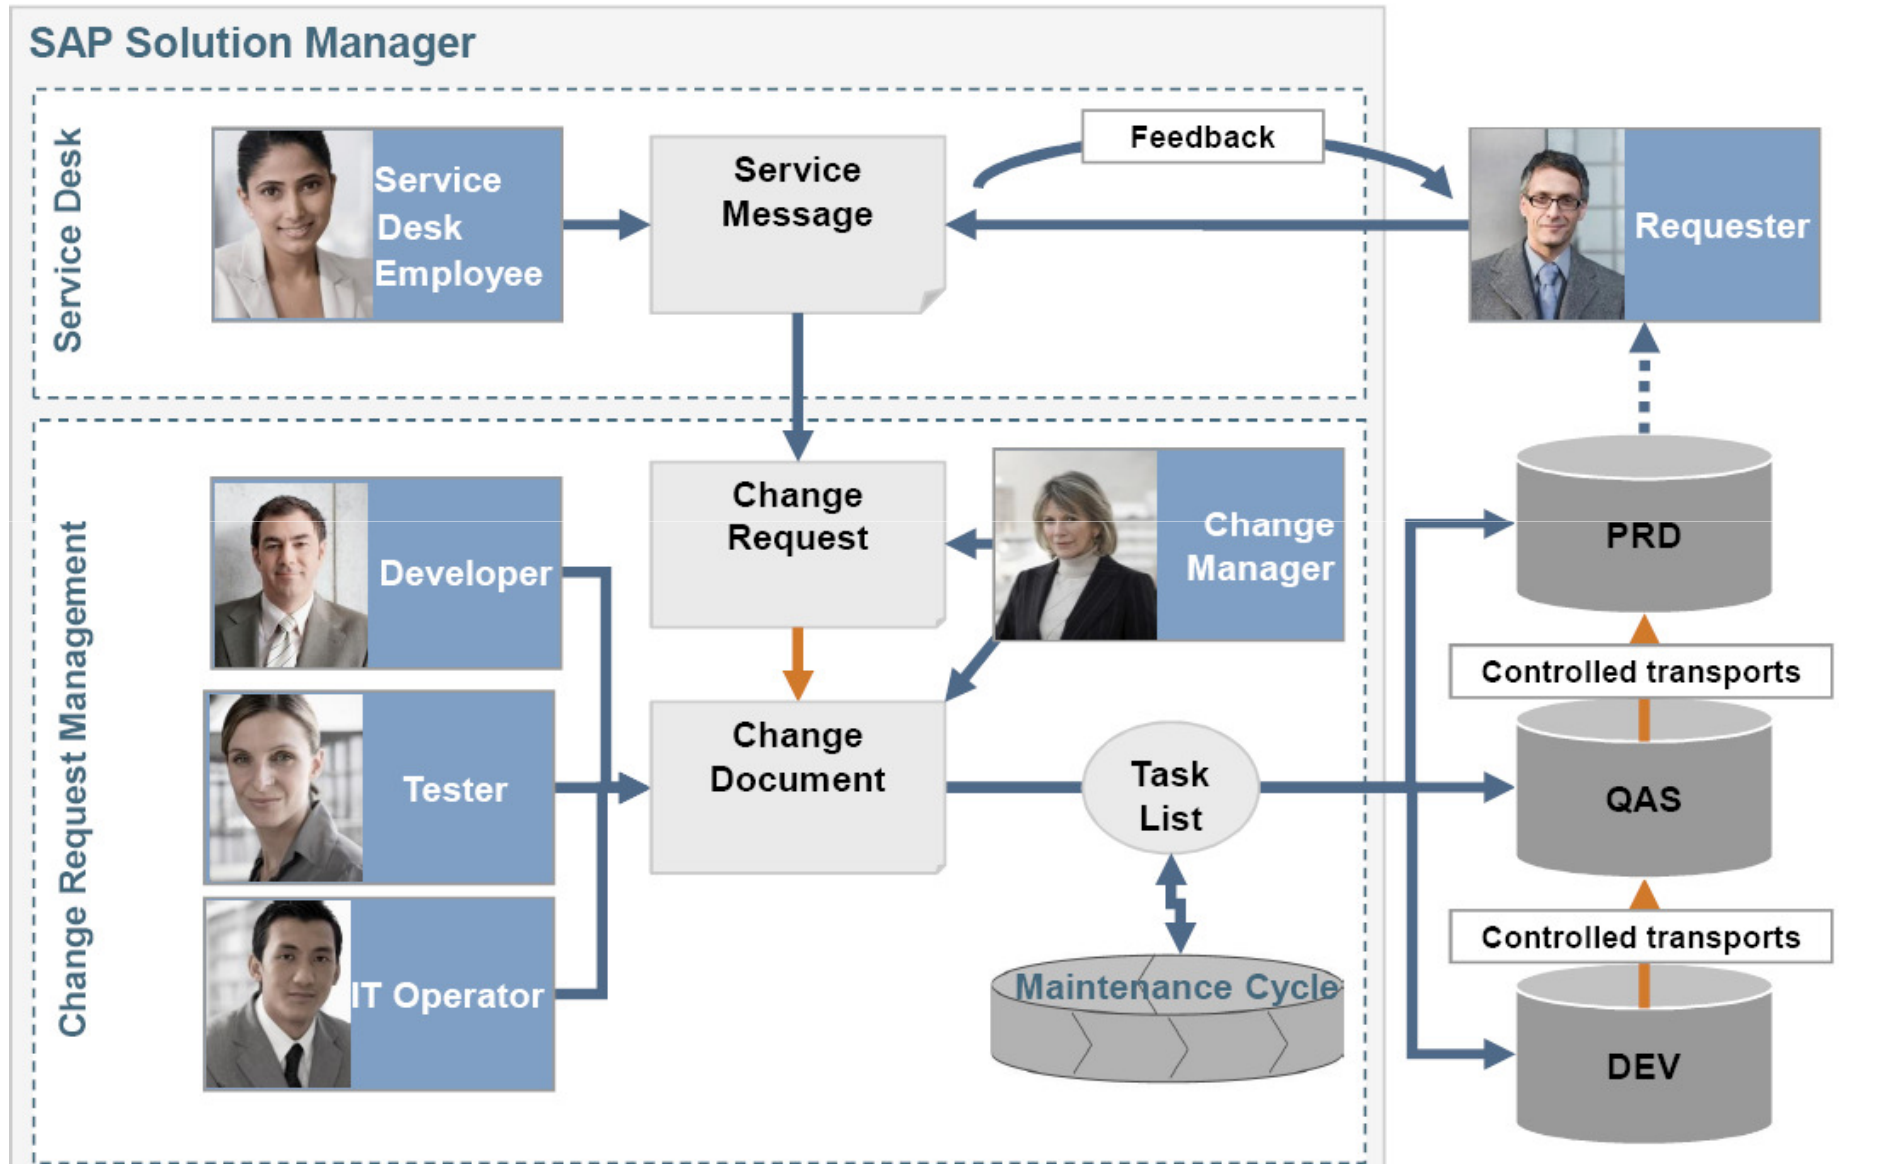 SAP Solution Manager
Service Desk
Service
Desk
Employee
Service
Message
Feedback
Requester
Change Request Management
Developer
Change
Request
Change
Manager
PRD
Controlled transports
Tester
Change
Document
Task
List
QAS
Controlled transports
IT Operator
Maintenance Cycle
DEV